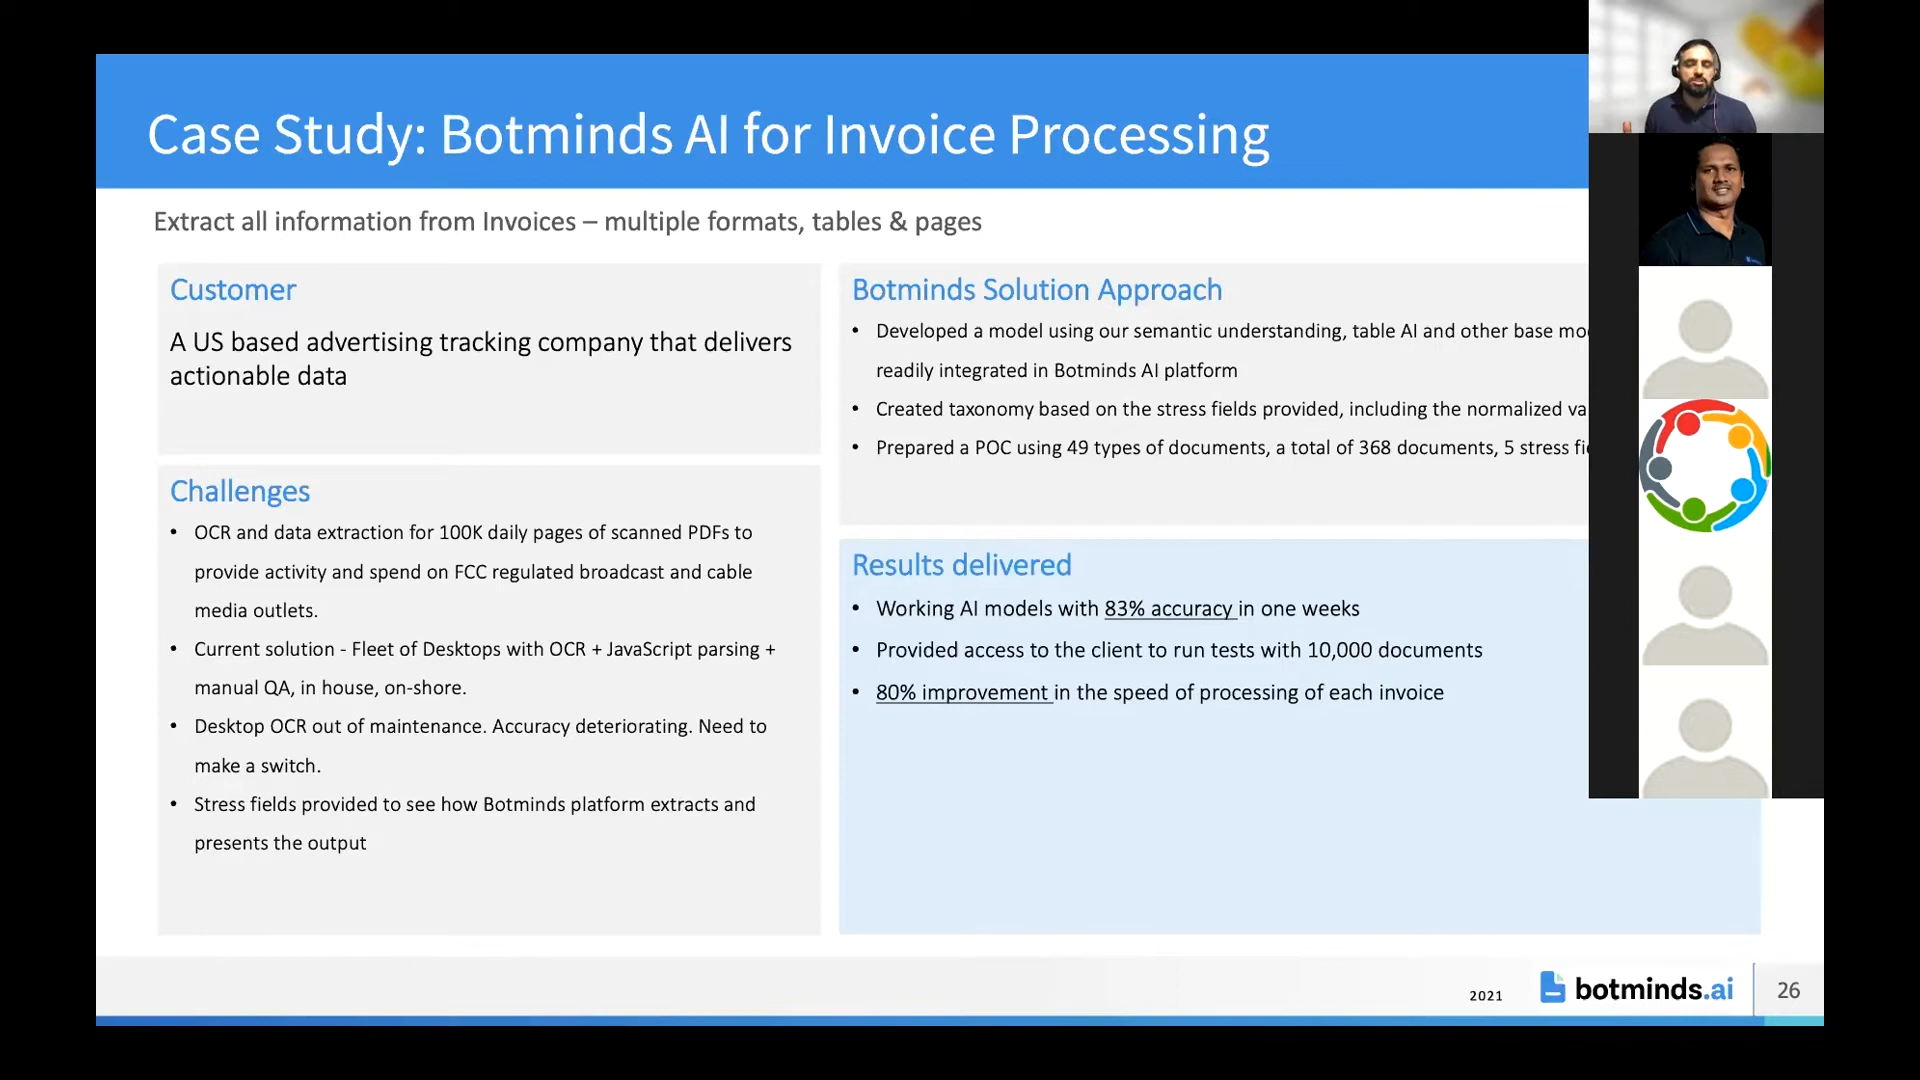 Case Study: Botminds AI for Invoice Processing
Extract all information from Invoices – multiple formats, tables & pages
Customer
A US based advertising tracking company that delivers
actionable data
Challenges
• OCR and data extraction for 100K daily pages of scanned PDFs to
provide activity and spend on FCC regulated broadcast and cable
media outlets.
• Current solution - Fleet of Desktops with OCR + JavaScript parsing +
manual QA, in house, on-shore.
• Desktop OCR out of maintenance. Accuracy deteriorating. Need to
make a switch.
• Stress fields provided to see how Botminds platform extracts and
presents the output
Botminds Solution Approach
• Developed a model using our semantic understanding, table AI and other base
readily integrated in Botminds AI platform
• Created taxonomy based on the stress fields provided, including the normalized
• Prepared a POC using 49 types of documents, a total of 368 documents, 5 stress
Results delivered
• Working AI models with 83% accuracy in one weeks
• Provided access to the client to run tests with 10,000 documents
• 80% improvement in the speed of processing of each invoice
2021
botminds.ai
26